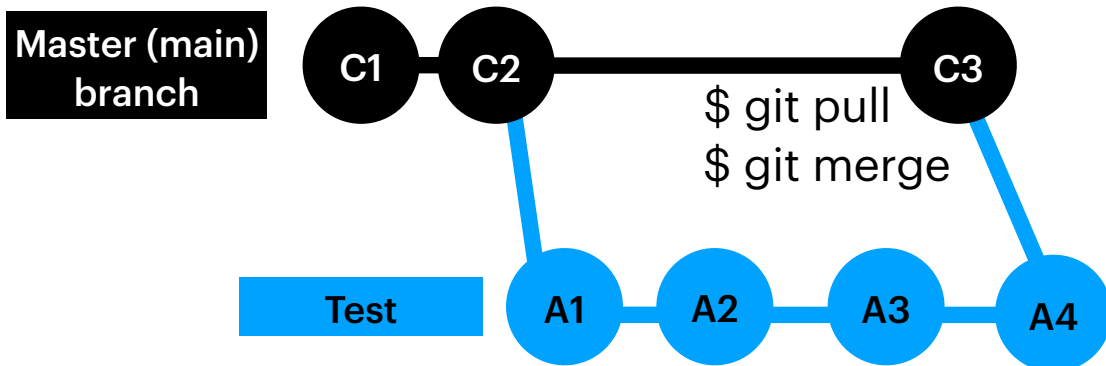 Master (main)
branch
C1
C2
C3
$ git pull
$ git merge
Test
A1
A2
A3
A4